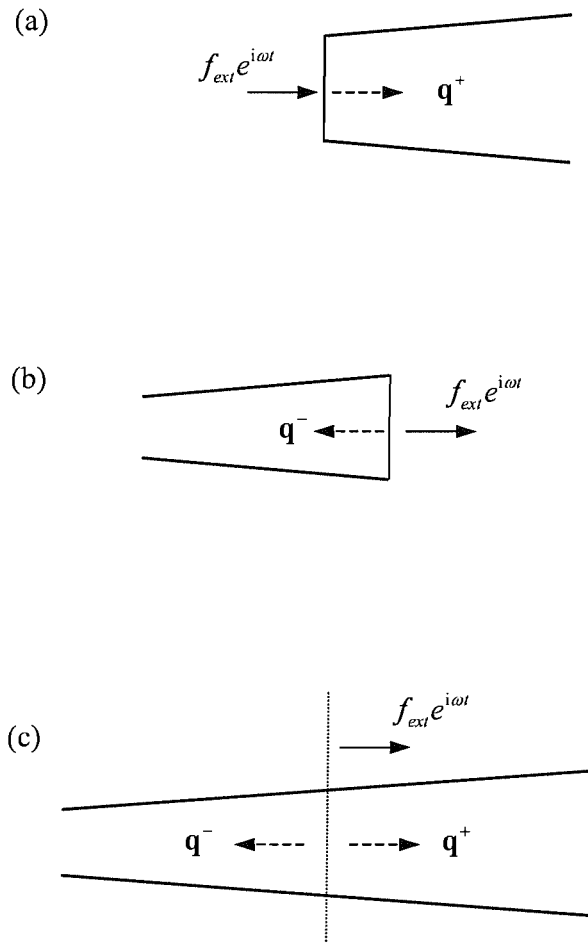 (a)
f_ext e^{iωt}
q⁺
(b)
q⁻
f_ext e^{iωt}
(c)
f_ext e^{iωt}
q⁻ q⁺